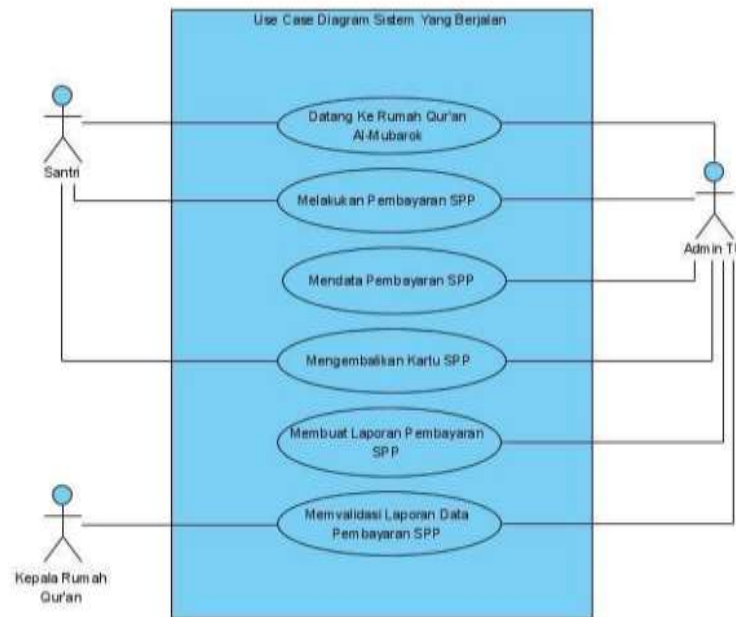 Use Case Diagram Sistem Yang Berjalan
Datang Ke Rumah Qur'an
Al-Mubarok
Santri
Melakukan Pembayaran SPP
Admin TU
Mendata Pembayaran SPP
Mengembalikan Kartu SPP
Membuat Laporan Pembayaran
SPP
Memvalidasi Laporan Data
Pembayaran SPP
Kepala Rumah
Qur'an